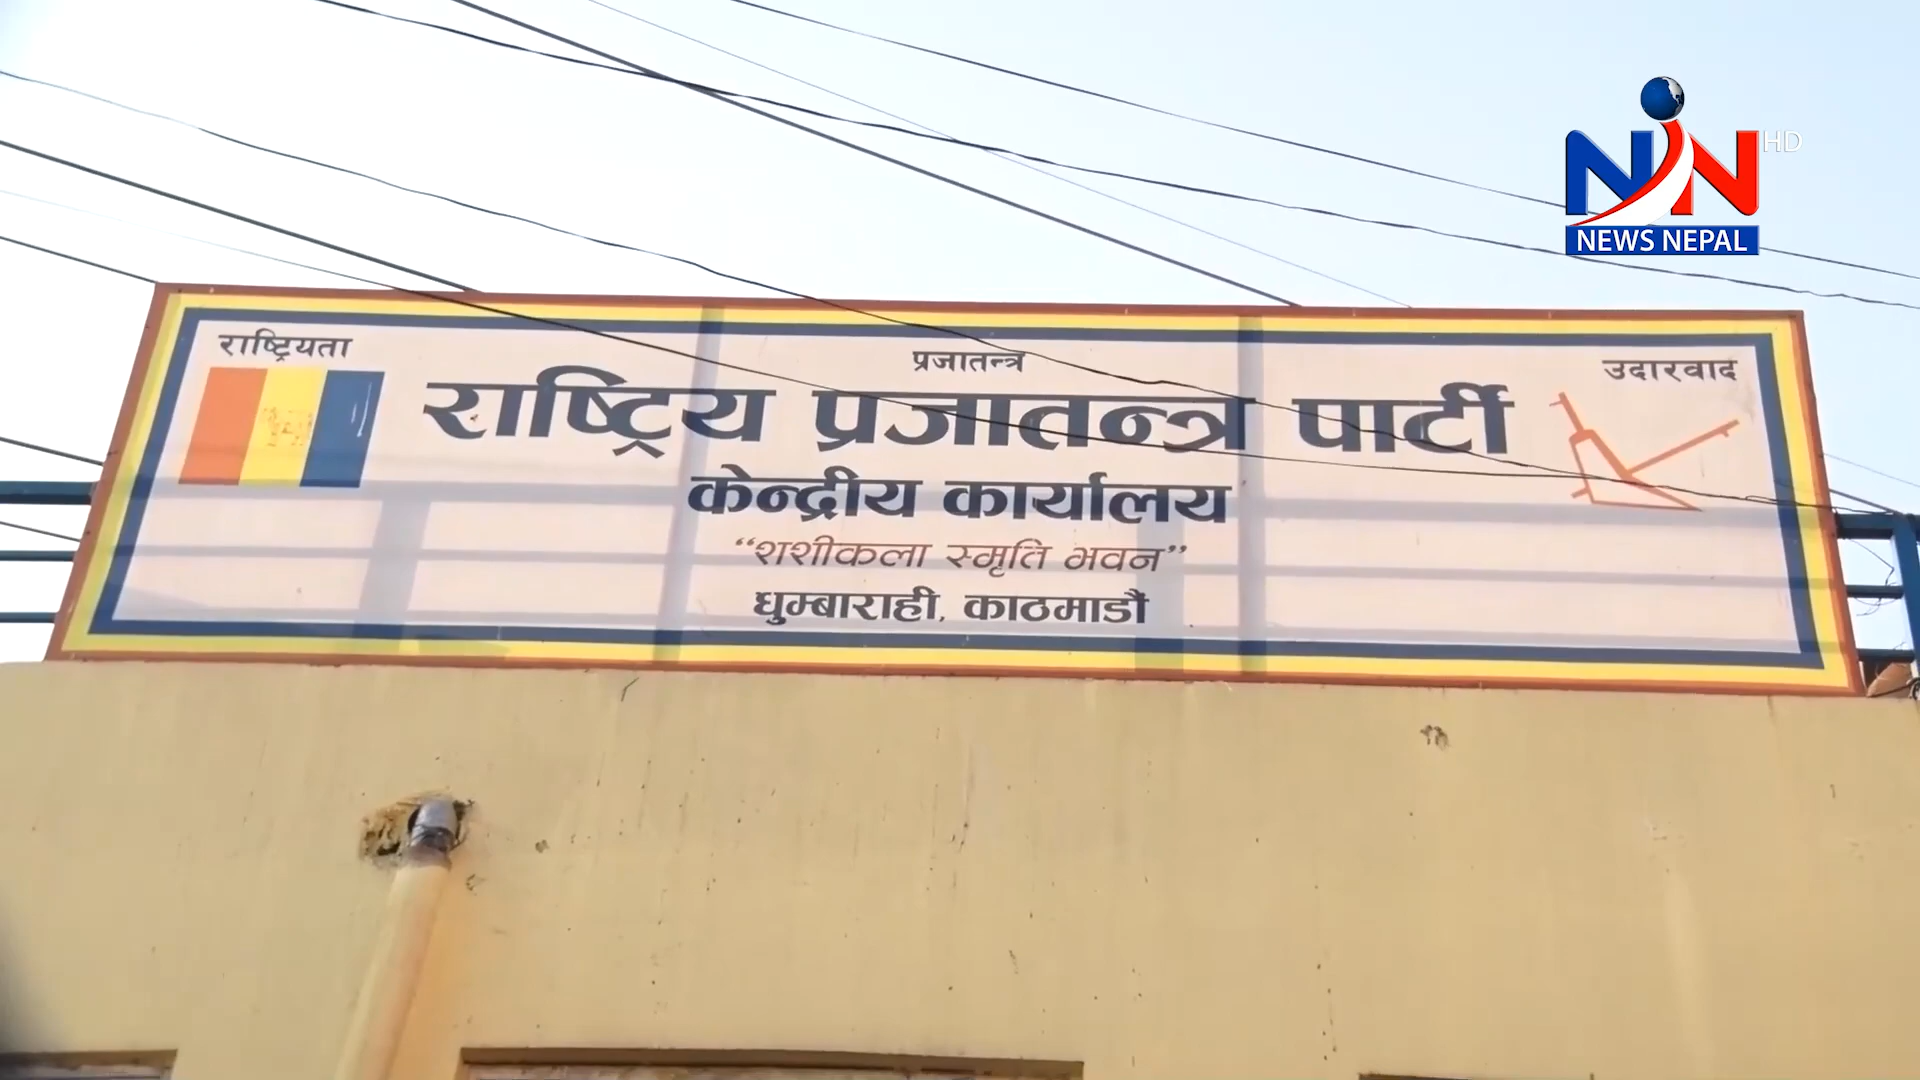 NN HD
NEWS NEPAL
राष्ट्रियता
प्रजातन्त्र
उदारवाद
राष्ट्रिय प्रजातन्त्र पार्टी
केन्द्रीय कार्यालय
“शशीकला स्मृति भवन”
धुम्बाराही, काठमाडौं